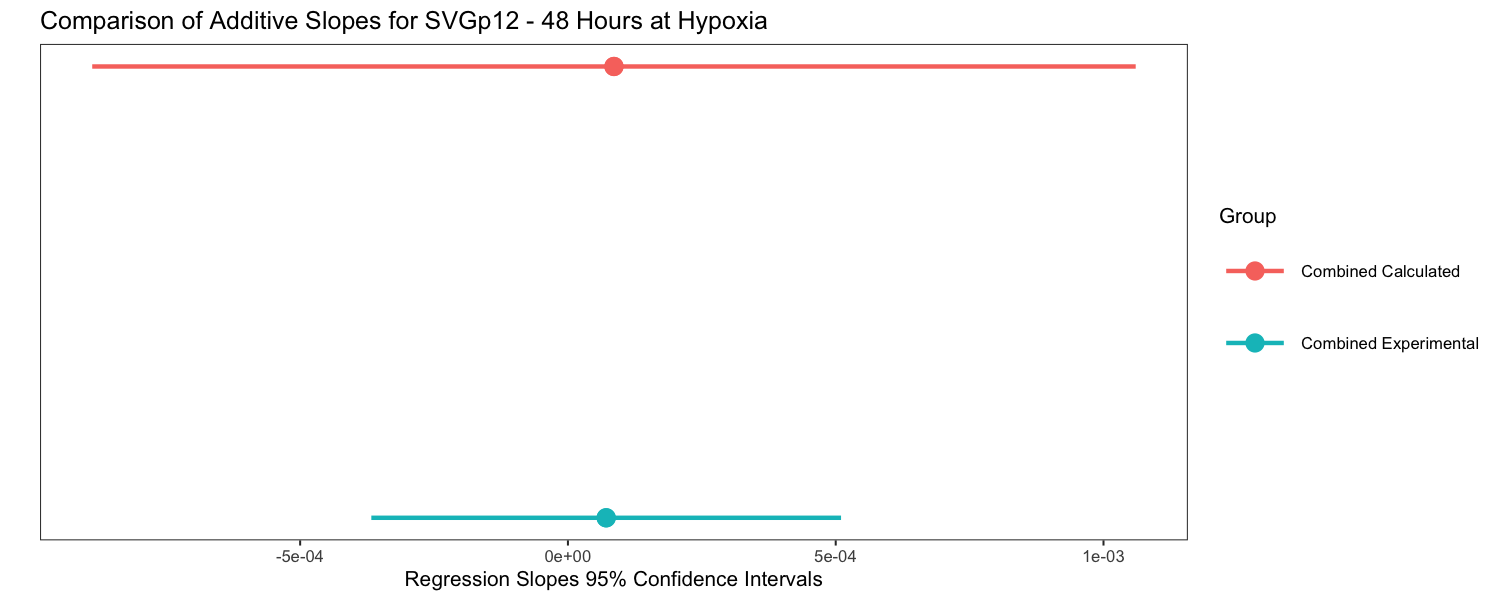 Comparison of Additive Slopes for SVGp12 - 48 Hours at Hypoxia
Group
Combined Calculated
Combined Experimental
-5e-04 0e+00 5e-04 1e-03
Regression Slopes 95% Confidence Intervals